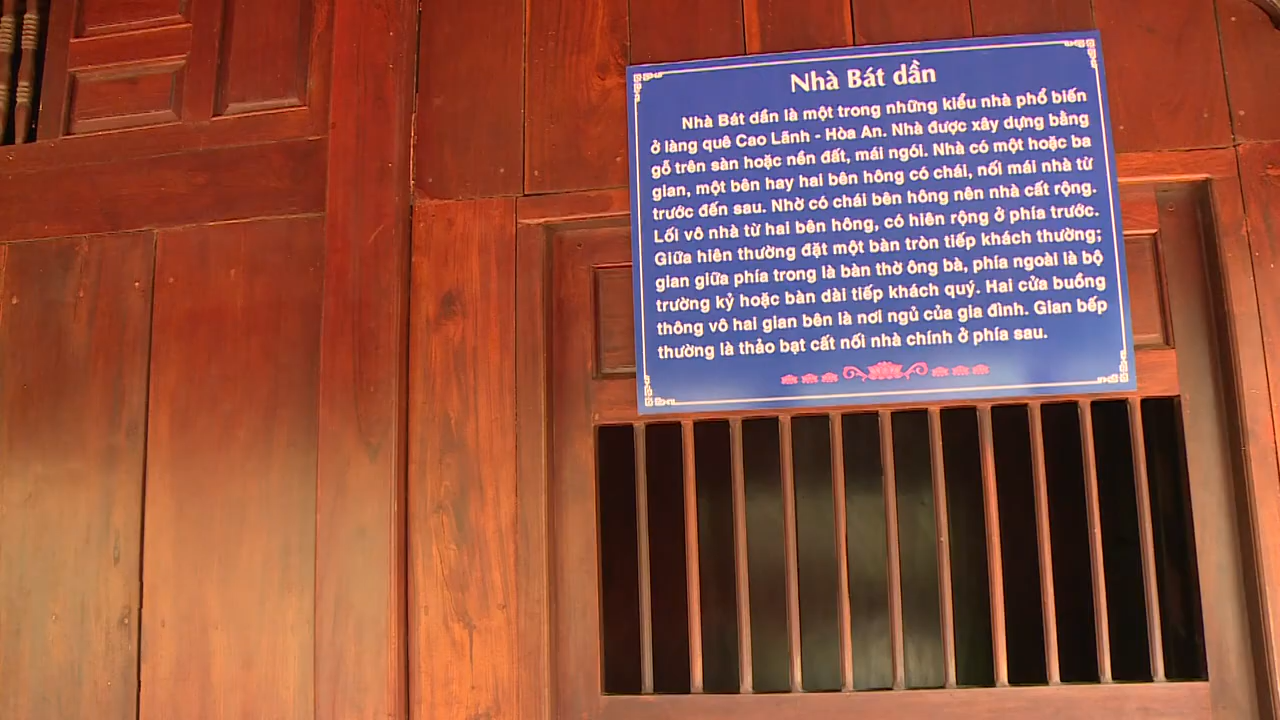 Nhà Bát dần
Nhà Bát dần là một trong những kiểu nhà phổ biến
ở làng quê Cao Lãnh - Hòa An. Nhà được xây dựng bằng
gỗ trên sàn hoặc nền đất, mái ngói. Nhà có một hoặc ba
gian, một bên hay hai bên hông có chái, nối mái nhà từ
trước đến sau. Nhờ có chái bên hông nên nhà cất rộng.
Lối vô nhà từ hai bên hông, có hiên rộng ở phía trước.
Giữa hiên thường đặt một bàn tròn tiếp khách thường;
gian giữa phía trong là bàn thờ ông bà, phía ngoài là bộ
trường kỷ hoặc bàn dài tiếp khách quý. Hai cửa buồng
thông vô hai gian bên là nơi ngủ của gia đình. Gian bếp
thường là thảo bạt cất nối nhà chính ở phía sau.